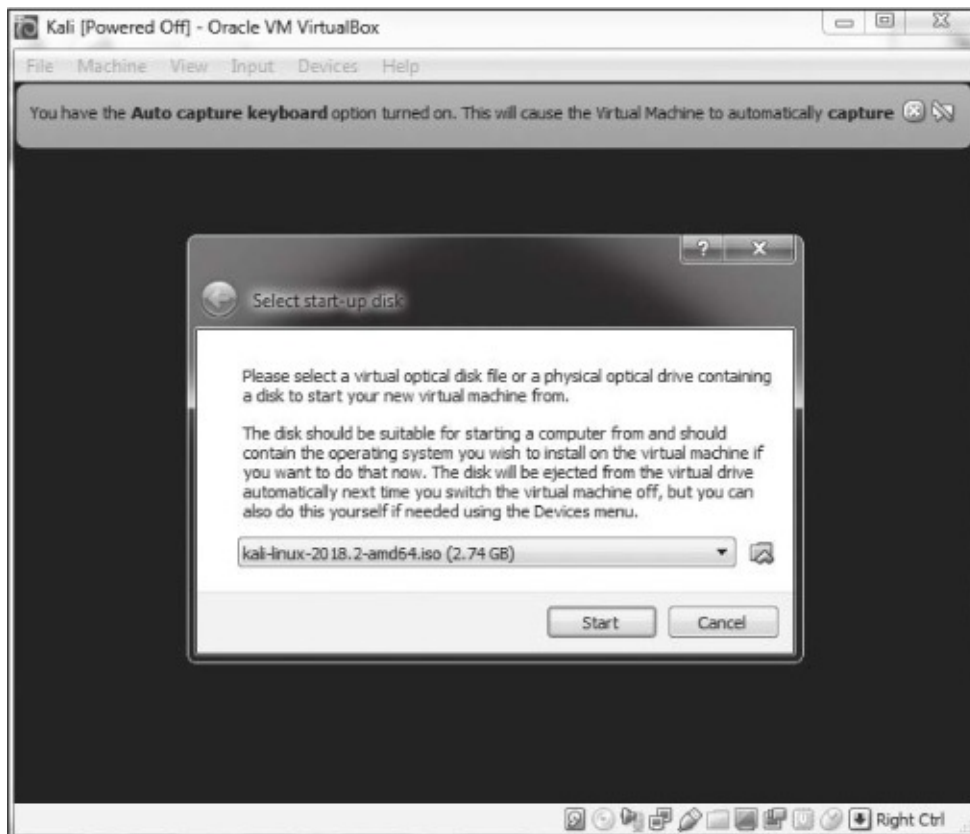 Kali [Powered Off] - Oracle VM VirtualBox
File Machine View Input Devices Help
You have the Auto capture keyboard option turned on. This will cause the Virtual Machine to automatically capture
Select start-up disk
Please select a virtual optical disk file or a physical optical drive containing
a disk to start your new virtual machine from.
The disk should be suitable for starting a computer from and should
contain the operating system you wish to install on the virtual machine if
you want to do that now. The disk will be ejected from the virtual drive
automatically next time you switch the virtual machine off, but you can
also do this yourself if needed using the Devices menu.
kali-linux-2018.2-amd64.iso (2.74 GB)
Start Cancel
Right Ctrl